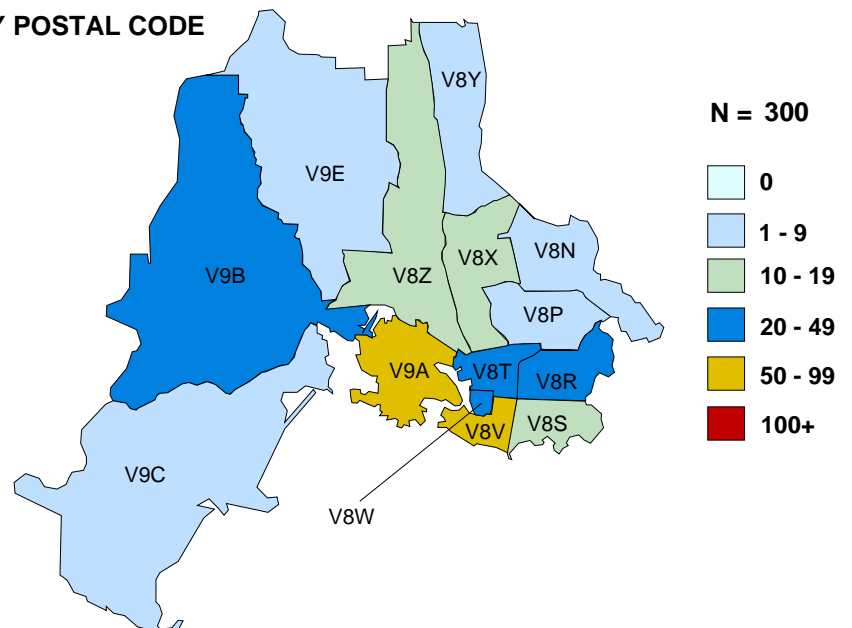 Y POSTAL CODE
V8Y
N = 300
V9E
0
1 - 9
V8N
V9B
V8Z
V8X
10 - 19
V8P
20 - 49
V9A
V8T
V8R
50 - 99
V8V
V8S
100+
V9C
V8W